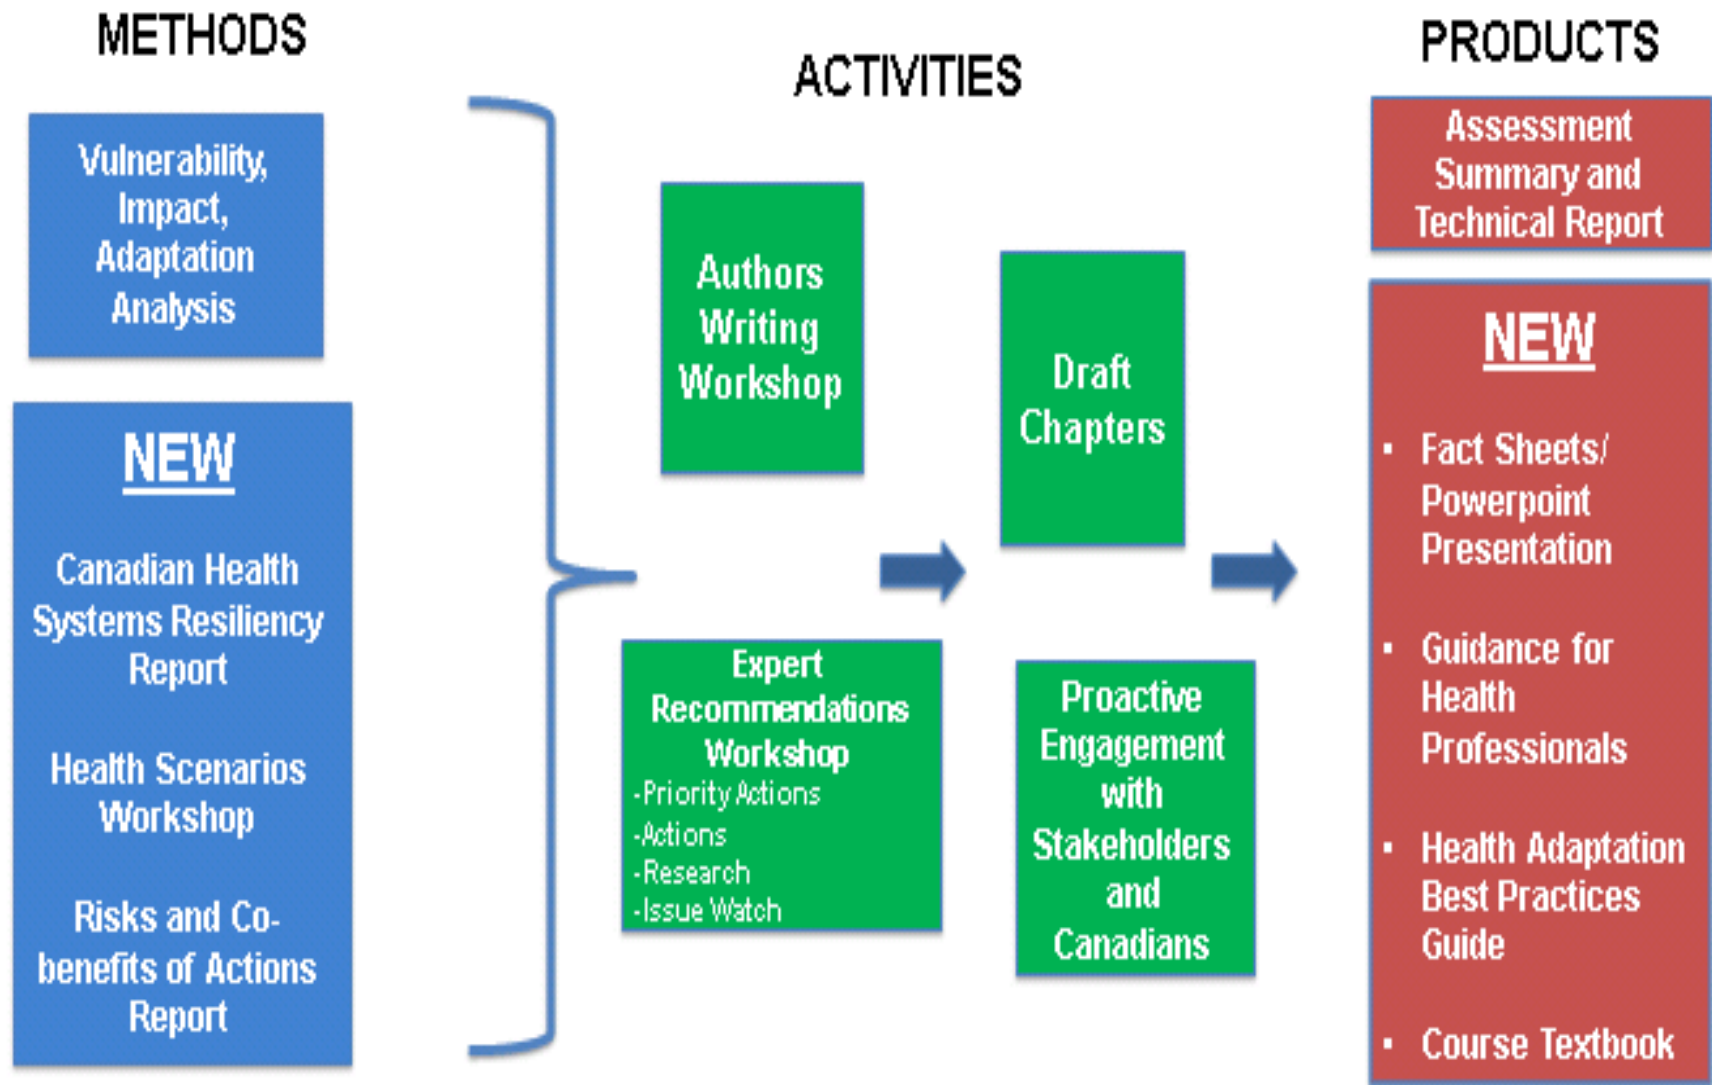 METHODS
Vulnerability,
Impact,
Adaptation
Analysis
NEW
Canadian Health
Systems Resiliency
Report
Health Scenarios
Workshop
Risks and Co-
benefits of Actions
Report
ACTIVITIES
Authors
Writing
Workshop
Expert
Recommendations
Workshop
-Priority Actions
-Actions
-Research
-Issue Watch
Draft
Chapters
Proactive
Engagement
with
Stakeholders
and
Canadians
PRODUCTS
Assessment
Summary and
Technical Report
NEW
▪ Fact Sheets/
Powerpoint
Presentation
▪ Guidance for
Health
Professionals
▪ Health Adaptation
Best Practices
Guide
▪ Course Textbook